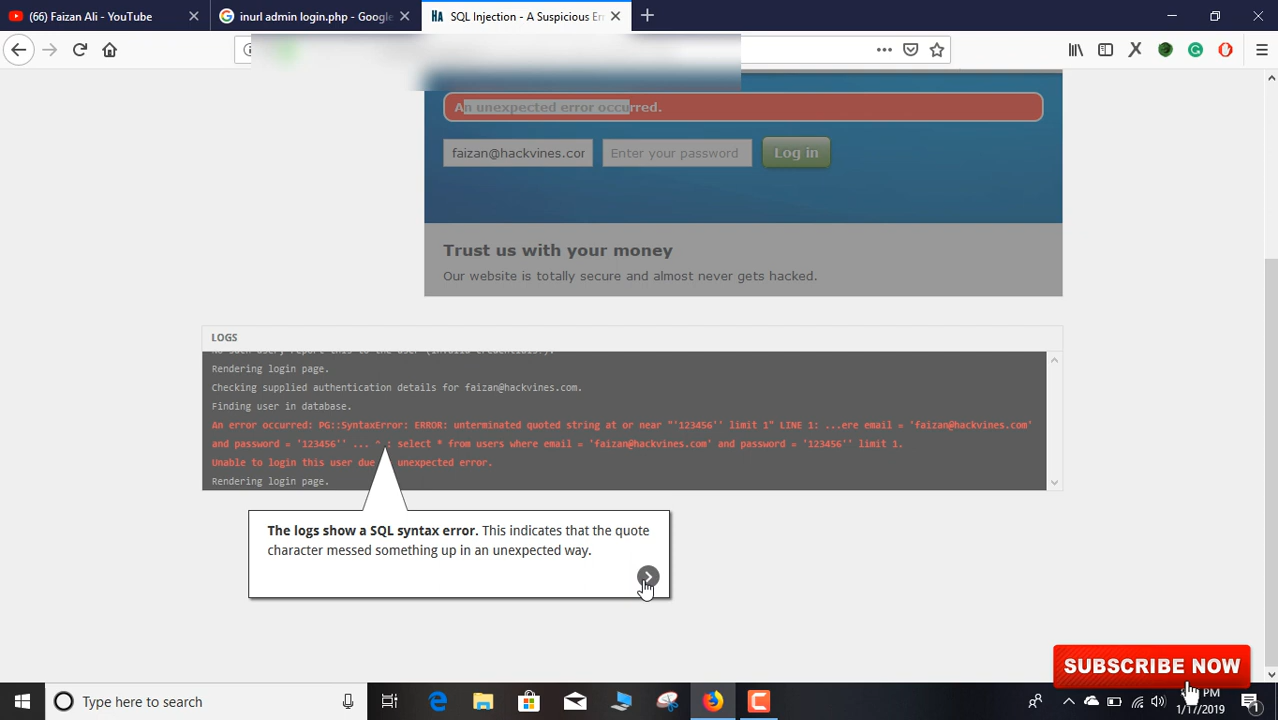 (66) Faizan Ali - YouTube
inurl admin login.php - Google
HA SQL Injection - A Suspicious Er
An unexpected error occurred.
faizan@hackvines.cor
Enter your password
Log in
Trust us with your money
Our website is totally secure and almost never gets hacked.
LOGS
Rendering login page.
Checking supplied authentication details for faizan@hackvines.com.
Finding user in database.
An error occurred: PG::SyntaxError: ERROR: unterminated quoted string at or near "'123456'' limit 1" LINE 1: ...ere email = 'faizan@hackvines.com'
and password = '123456'' ... ^ : select * from users where email = 'faizan@hackvines.com' and password = '123456'' limit 1.
Unable to login this user due unexpected error.
Rendering login page.
The logs show a SQL syntax error. This indicates that the quote
character messed something up in an unexpected way.
SUBSCRIBE NOW
Type here to search
PM
1/17/2019
1